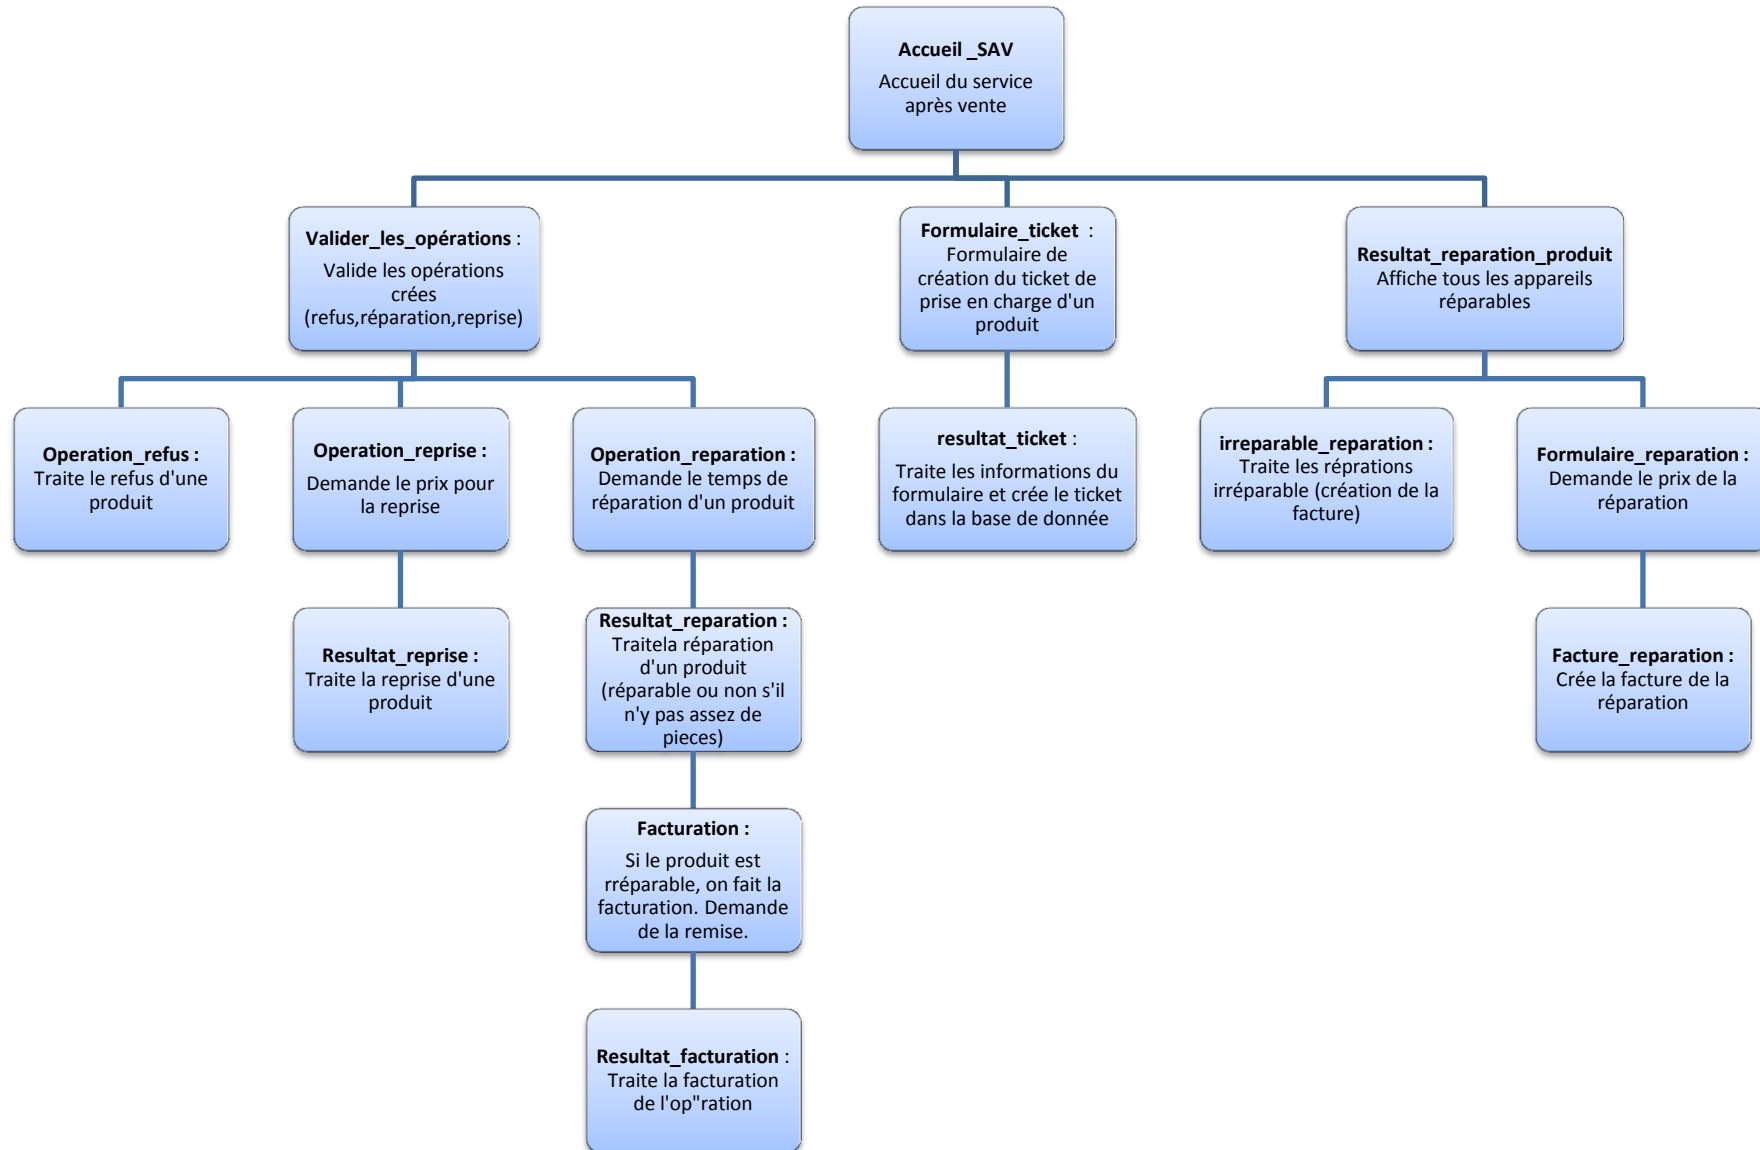 Accueil _SAV
Accueil du service
après vente
Valider_les_opérations :
Valide les opérations
crées
(refus,réparation,reprise)
Formulaire_ticket :
Formulaire de
création du ticket de
prise en charge d'un
produit
Resultat_reparation_produit
Affiche tous les appareils
réparables
Operation_refus :
Traite le refus d'une
produit
Operation_reprise :
Demande le prix pour
la reprise
Operation_reparation :
Demande le temps de
réparation d'un produit
resultat_ticket :
Traite les informations du
formulaire et crée le ticket
dans la base de donnée
irreparable_reparation :
Traite les réprations
irréparable (création de la
facture)
Formulaire_reparation :
Demande le prix de la
réparation
Resultat_reprise :
Traite la reprise d'une
produit
Resultat_reparation :
Traitela réparation
d'un produit
(réparable ou non s'il
n'y pas assez de
pieces)
Facture_reparation :
Crée la facture de la
réparation
Facturation :
Si le produit est
rréparable, on fait la
facturation. Demande
de la remise.
Resultat_facturation :
Traite la facturation
de l'op"ration